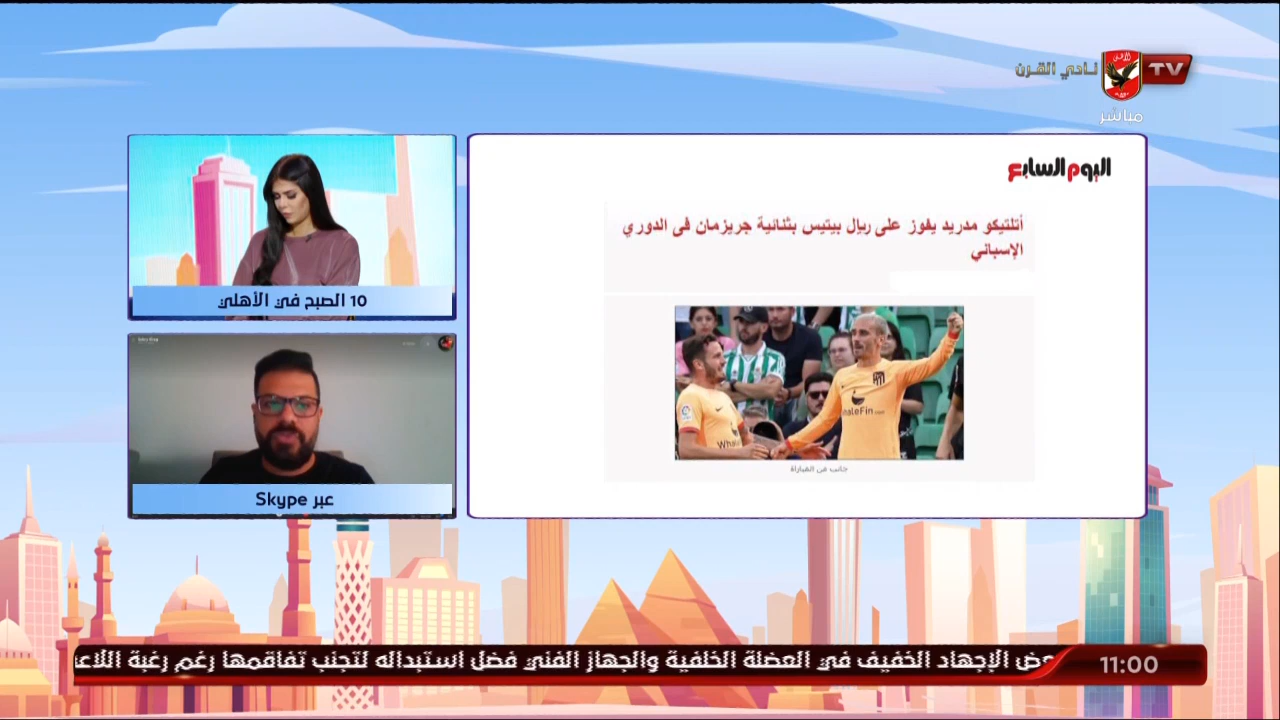 TV
نادي القرن
مباشر
اليوم السابع
أتلتيكو مدريد يفوز على ريال بيتيس بثنائية جريزمان فى الدوري
الإسباني
WhaleFin.com
جانب من المباراة
10 الصبح في الأهلي
عبر Skype
الإجهاد الخفيف في العضلة الخلفية والجهاز الفني فضل استبداله لتجنب تفاقمها رغم رغبة
11:00